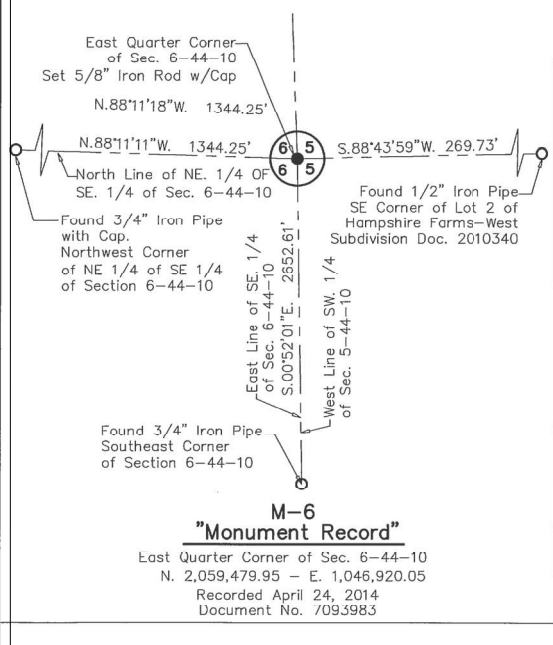 East Quarter Corner
of Sec. 6-44-10
Set 5/8" Iron Rod w/Cap
N.88°11'18"W. 1344.25'
N.88°11'11"W. 1344.25'
6 5
6 5
S.88°43'59"W. 269.73'
North Line of NE. 1/4 OF
SE. 1/4 of Sec. 6-44-10
Found 1/2" Iron Pipe
SE Corner of Lot 2 of
Hampshire Farms-West
Subdivision Doc. 2010340
Found 3/4" Iron Pipe
with Cap.
Northwest Corner
of NE 1/4 of SE 1/4
of Section 6-44-10
East Line of SE. 1/4
of Sec. 6-44-10
S.00°52'01"E. 2652.61'
West Line of SW. 1/4
of Sec. 5-44-10
Found 3/4" Iron Pipe
Southeast Corner
of Section 6-44-10
M-6
"Monument Record"
East Quarter Corner of Sec. 6-44-10
N. 2,059,479.95 - E. 1,046,920.05
Recorded April 24, 2014
Document No. 7093983